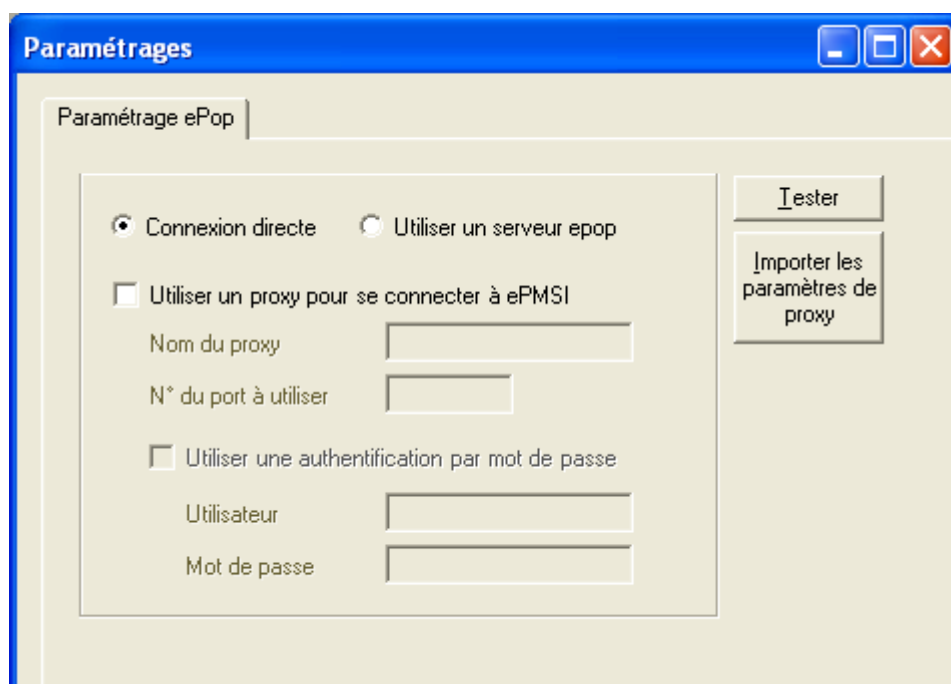 Paramétrages
Paramétrage ePop
Connexion directe
Utiliser un serveur epop
Tester
Importer les
paramètres de
proxy
Utiliser un proxy pour se connecter à ePMSI
Nom du proxy
N° du port à utiliser
Utiliser une authentification par mot de passe
Utilisateur
Mot de passe